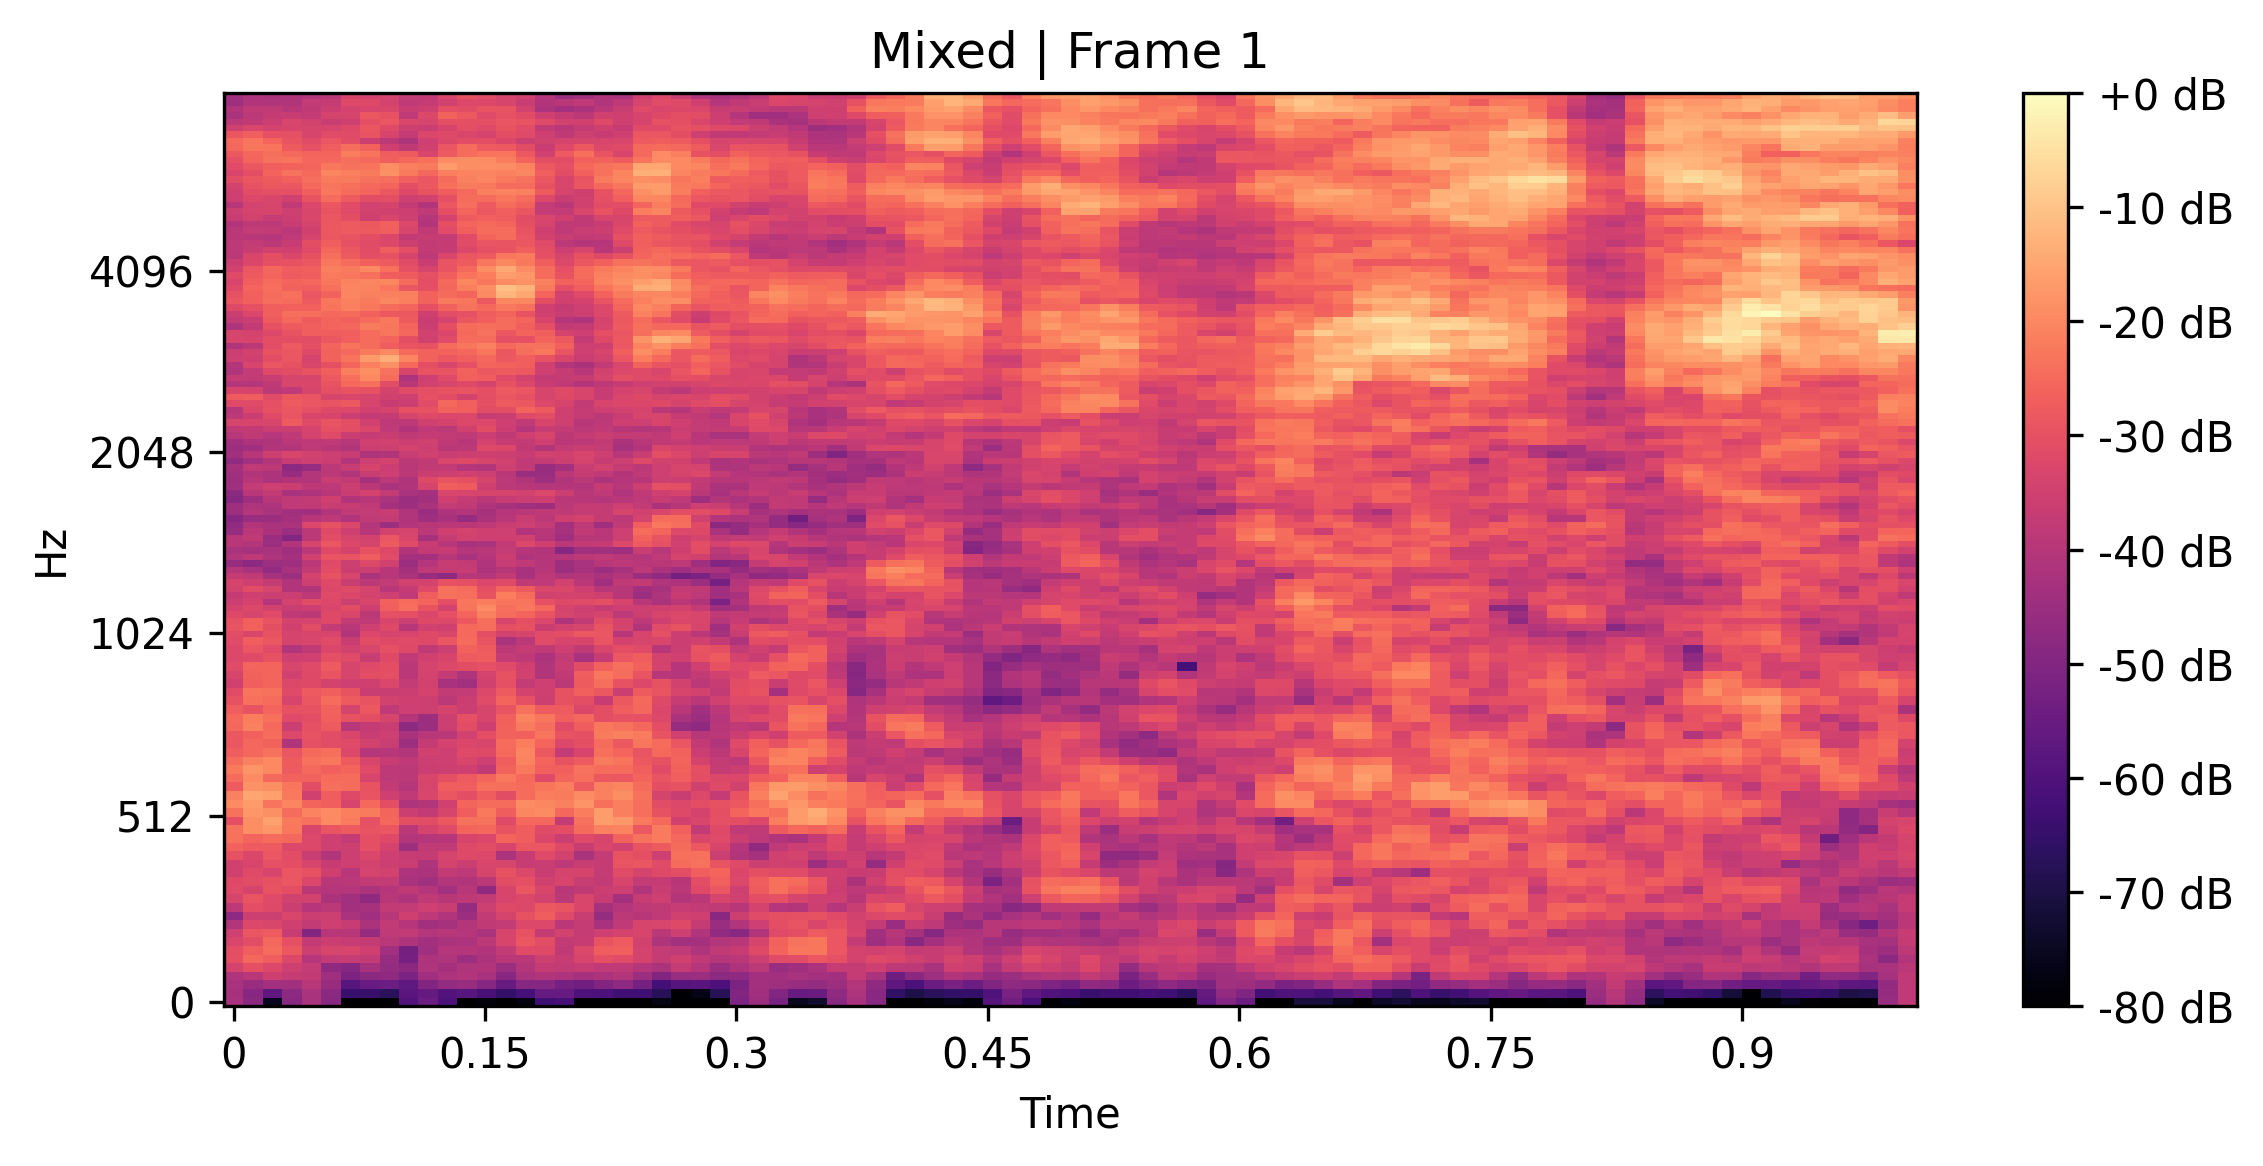 Mixed | Frame 1
Hz
4096
2048
1024
512
0
0 0.15 0.3 0.45 0.6 0.75 0.9
Time
+0 dB
-10 dB
-20 dB
-30 dB
-40 dB
-50 dB
-60 dB
-70 dB
-80 dB